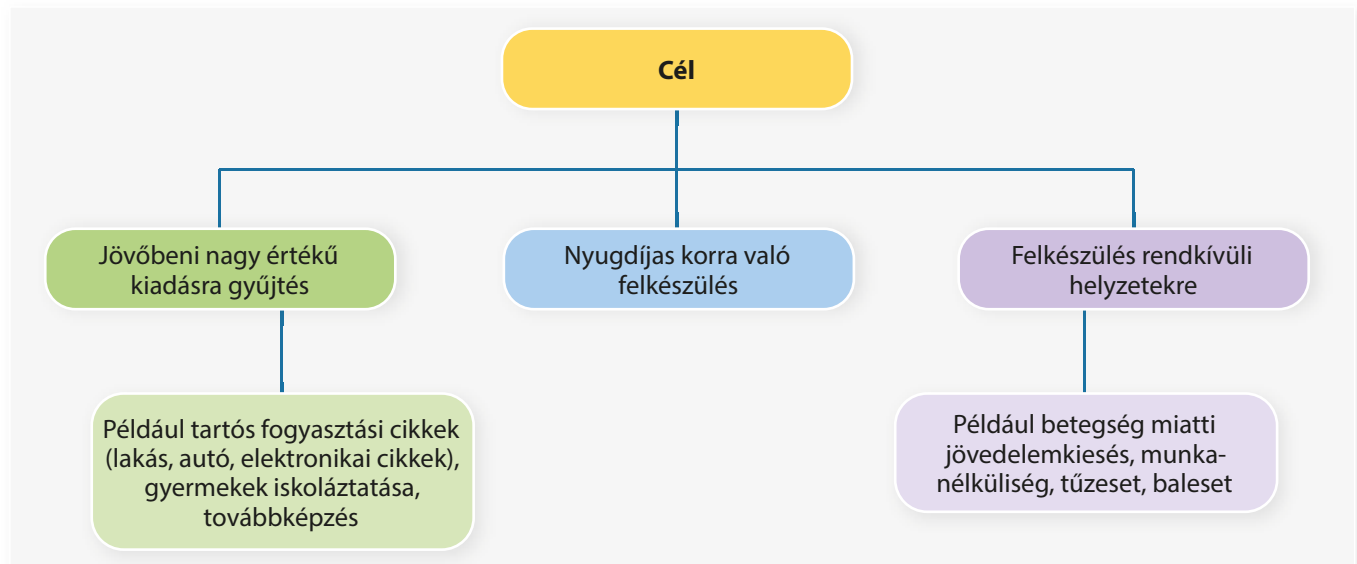 Cél
Jövőbeni nagy értékű
kiadásra gyűjtés
Nyugdíjas korra való
felkészülés
Felkészülés rendkívüli
helyzetekre
Például tartós fogyasztási cikkek
(lakás, autó, elektronikai cikkek),
gyermekek iskoláztatása,
továbbképzés
Például betegség miatti
jövedelemkiesés, munka-
nélküliség, tűzeset, baleset